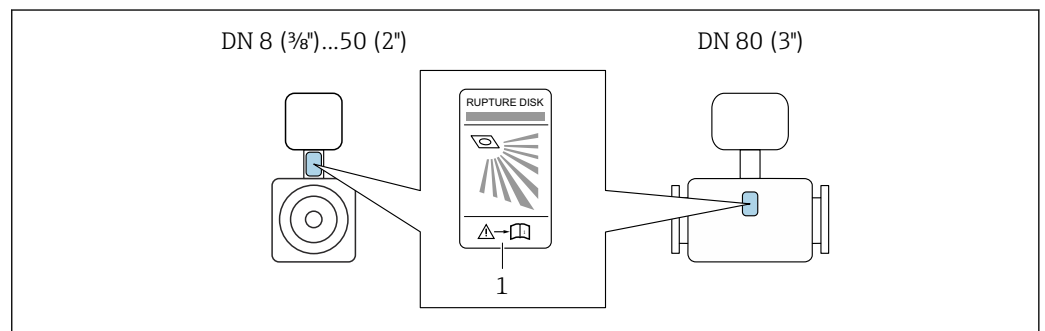 DN 8 (⅜")...50 (2")
DN 80 (3")
RUPTURE DISK
i
1